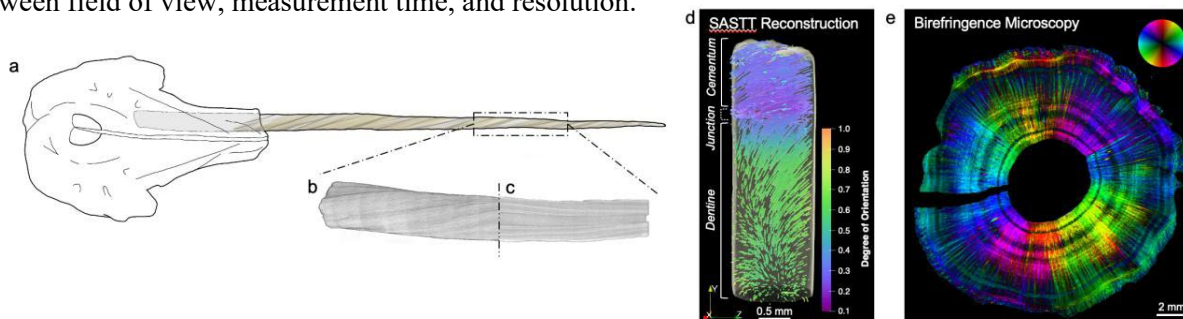 ween field of view, measurement time, and resolution.
a
b
c
d
SASTT Reconstruction
Cementum
Junction
Dentine
1.0
0.9
0.8
0.7
0.6
0.5
0.4
0.3
0.2
0.1
Degree of Orientation
Y
X
Z
0.5 mm
e
Birefringence Microscopy
2 mm